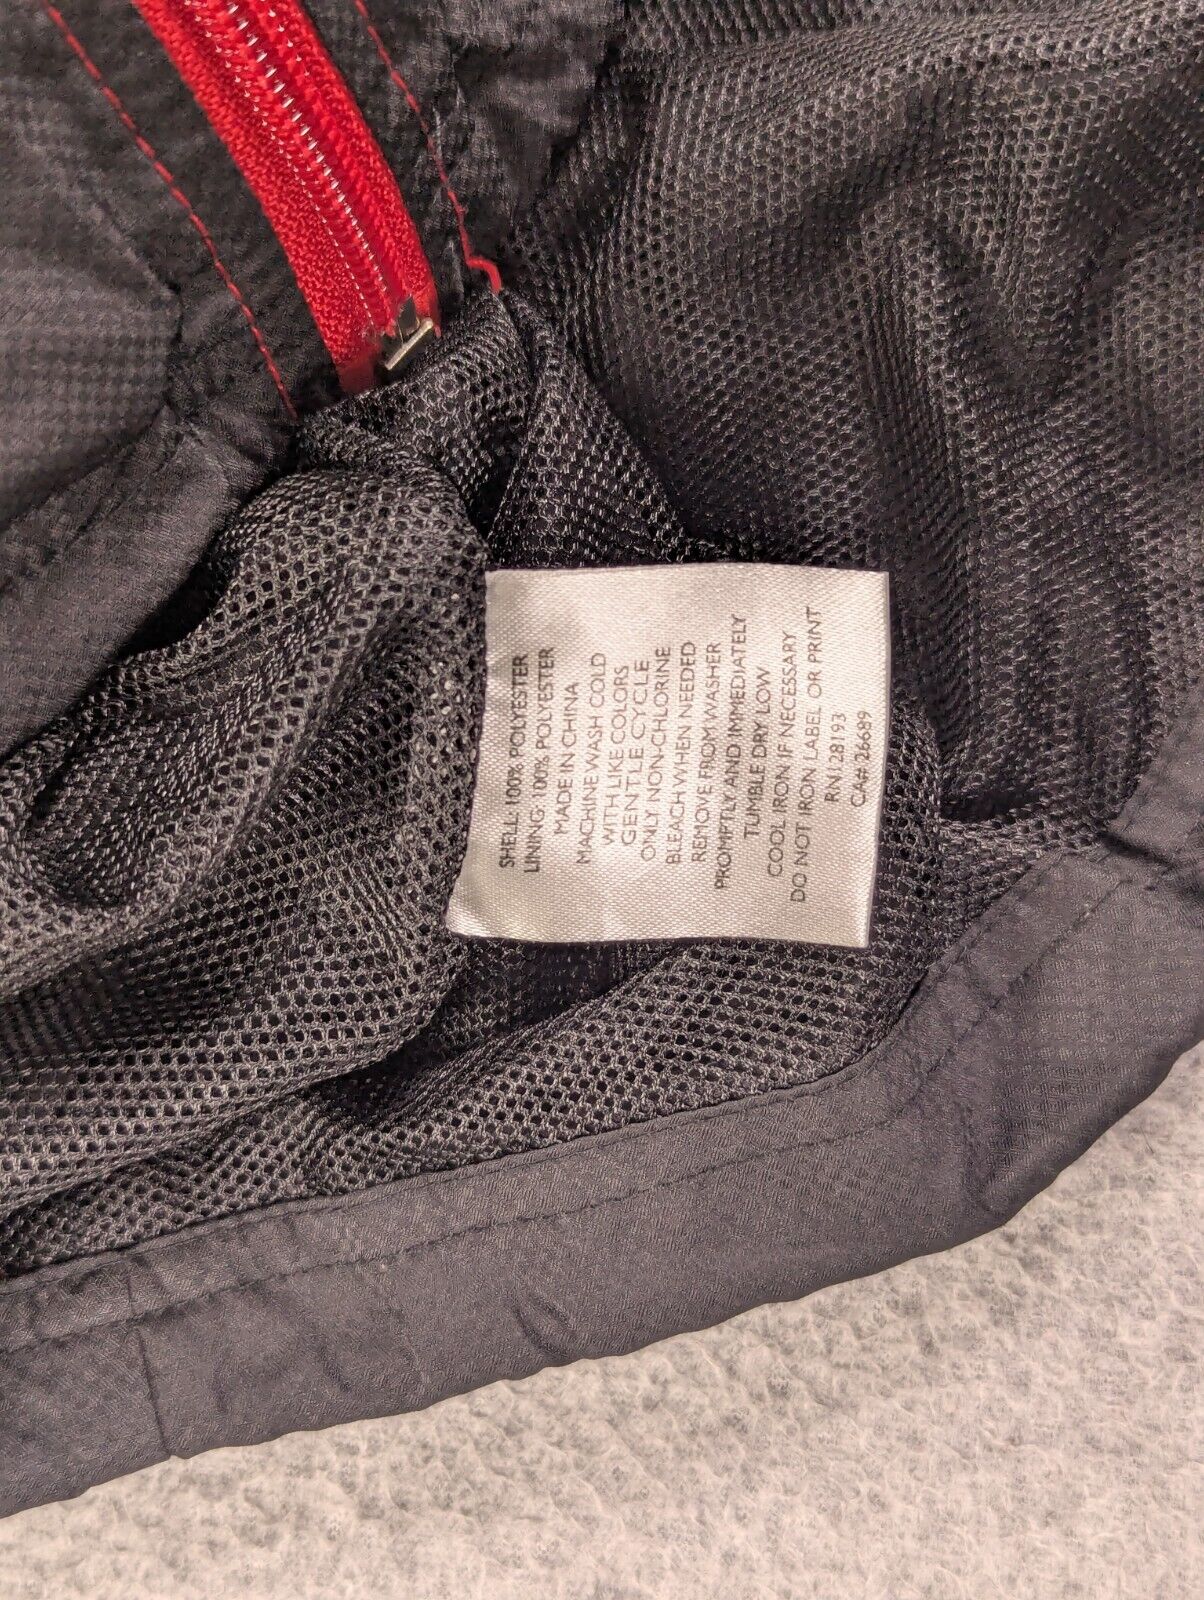 SHELL: 100% POLYESTER
LINING: 100% POLYESTER
MADE IN CHINA
MACHINE WASH COLD
WITH LIKE COLORS
GENTLE CYCLE
ONLY NON-CHLORINE
BLEACH WHEN NEEDED
REMOVE FROM WASHER
PROMPTLY AND IMMEDIATELY
TUMBLE DRY LOW
COOL IRON IF NECESSARY
DO NOT IRON LABEL OR PRINT
RN 28193
CA# 26689